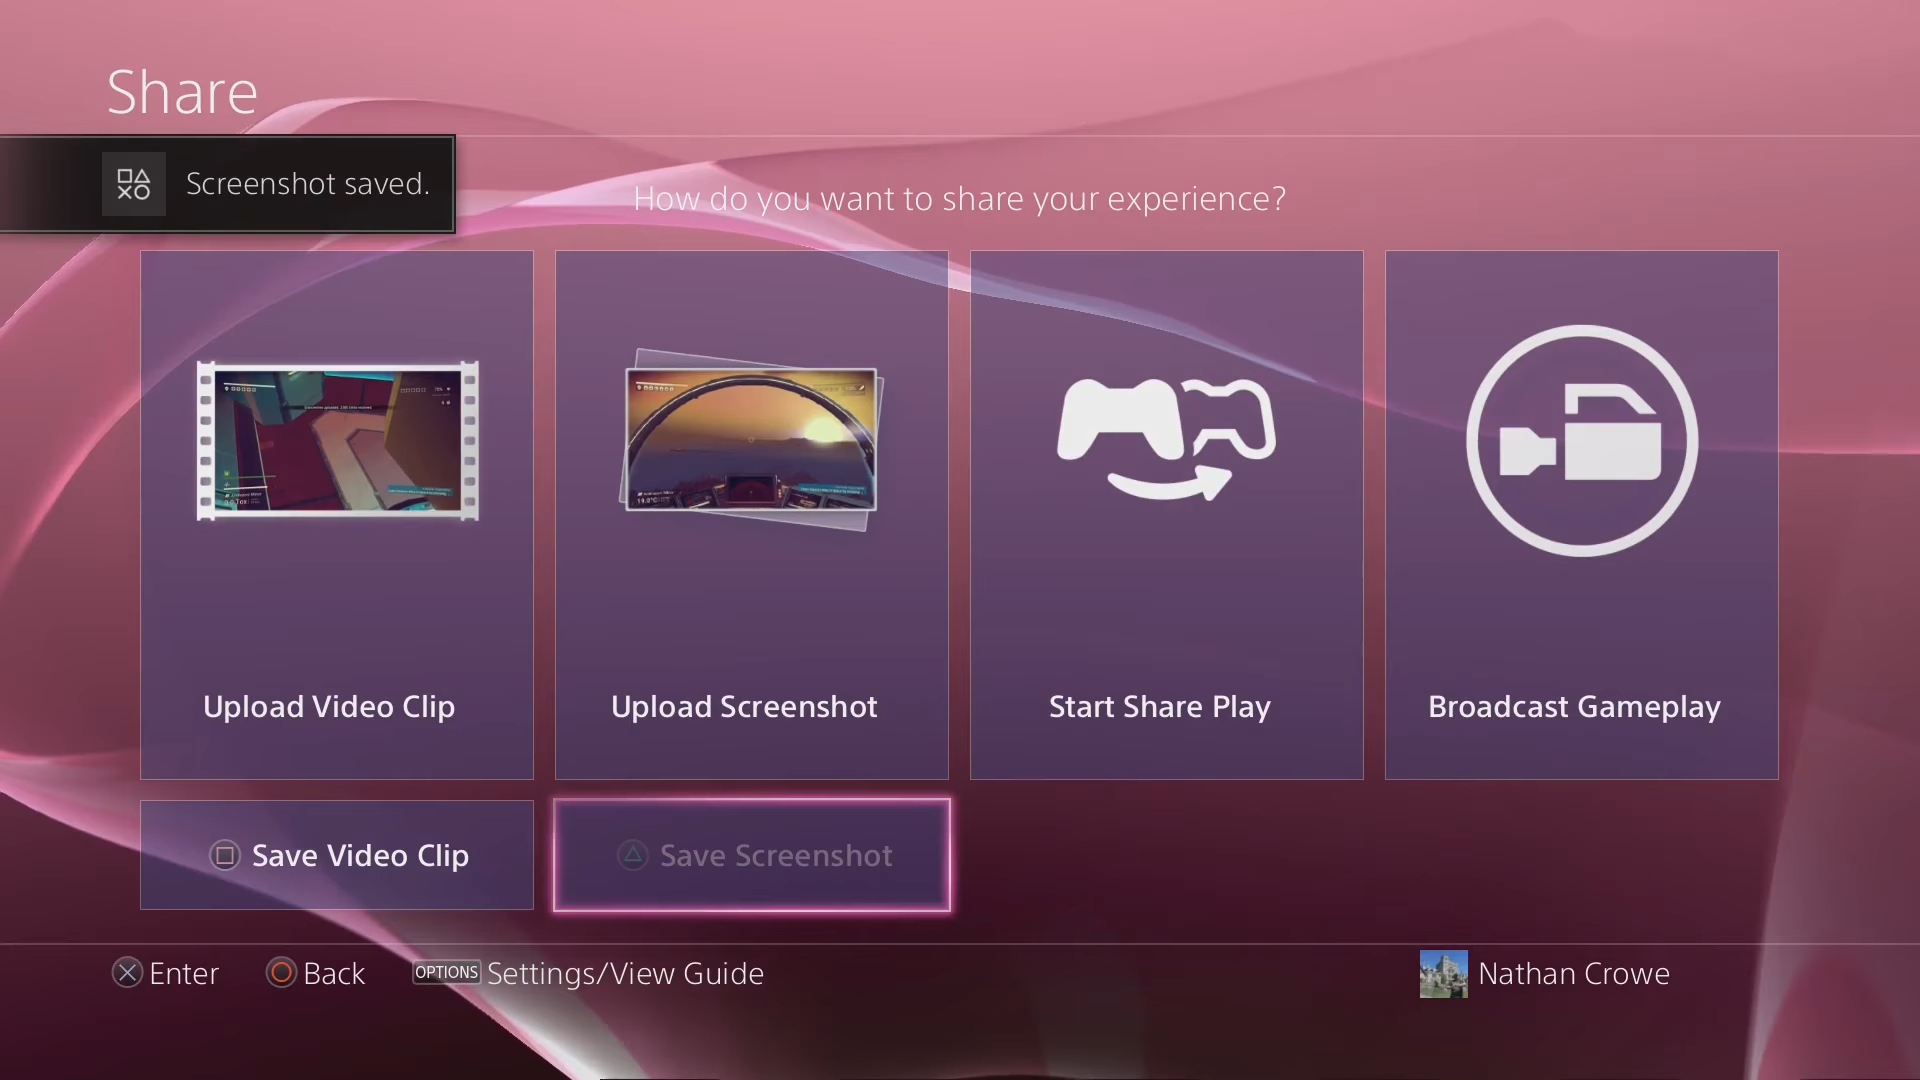 Share
Screenshot saved.
How do you want to share your experience?
Upload Video Clip
Upload Screenshot
Start Share Play
Broadcast Gameplay
Save Video Clip
Save Screenshot
Enter
Back
OPTIONS Settings/View Guide
Nathan Crowe